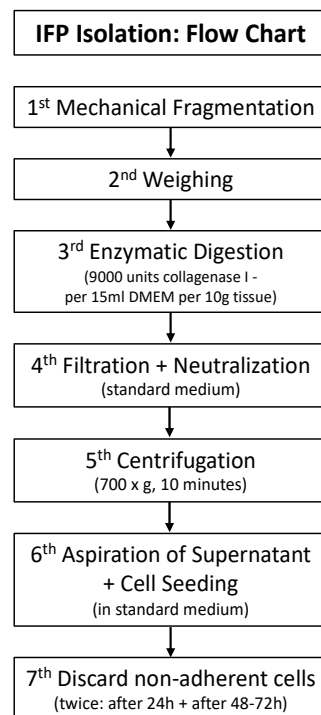 IFP Isolation: Flow Chart
1st Mechanical Fragmentation
2nd Weighing
3rd Enzymatic Digestion
(9000 units collagenase I -
per 15ml DMEM per 10g tissue)
4th Filtration + Neutralization
(standard medium)
5th Centrifugation
(700 x g, 10 minutes)
6th Aspiration of Supernatant
+ Cell Seeding
(in standard medium)
7th Discard non-adherent cells
(twice: after 24h + after 48-72h)